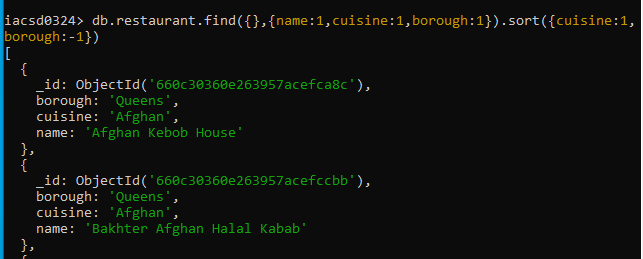 iacsd0324> db.restaurant.find({},{name:1,cuisine:1,borough:1}).sort({cuisine:1,
borough:-1})
[
  {
    _id: ObjectId('660c30360e263957acefca8c'),
    borough: 'Queens',
    cuisine: 'Afghan',
    name: 'Afghan Kebob House'
  },
  {
    _id: ObjectId('660c30360e263957acefccbb'),
    borough: 'Queens',
    cuisine: 'Afghan',
    name: 'Bakhter Afghan Halal Kabab'
  },
  {